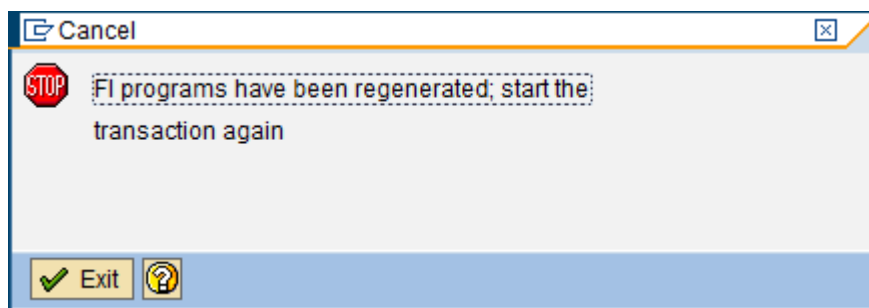 Cancel
STOP
FI programs have been regenerated; start the
transaction again
Exit
?